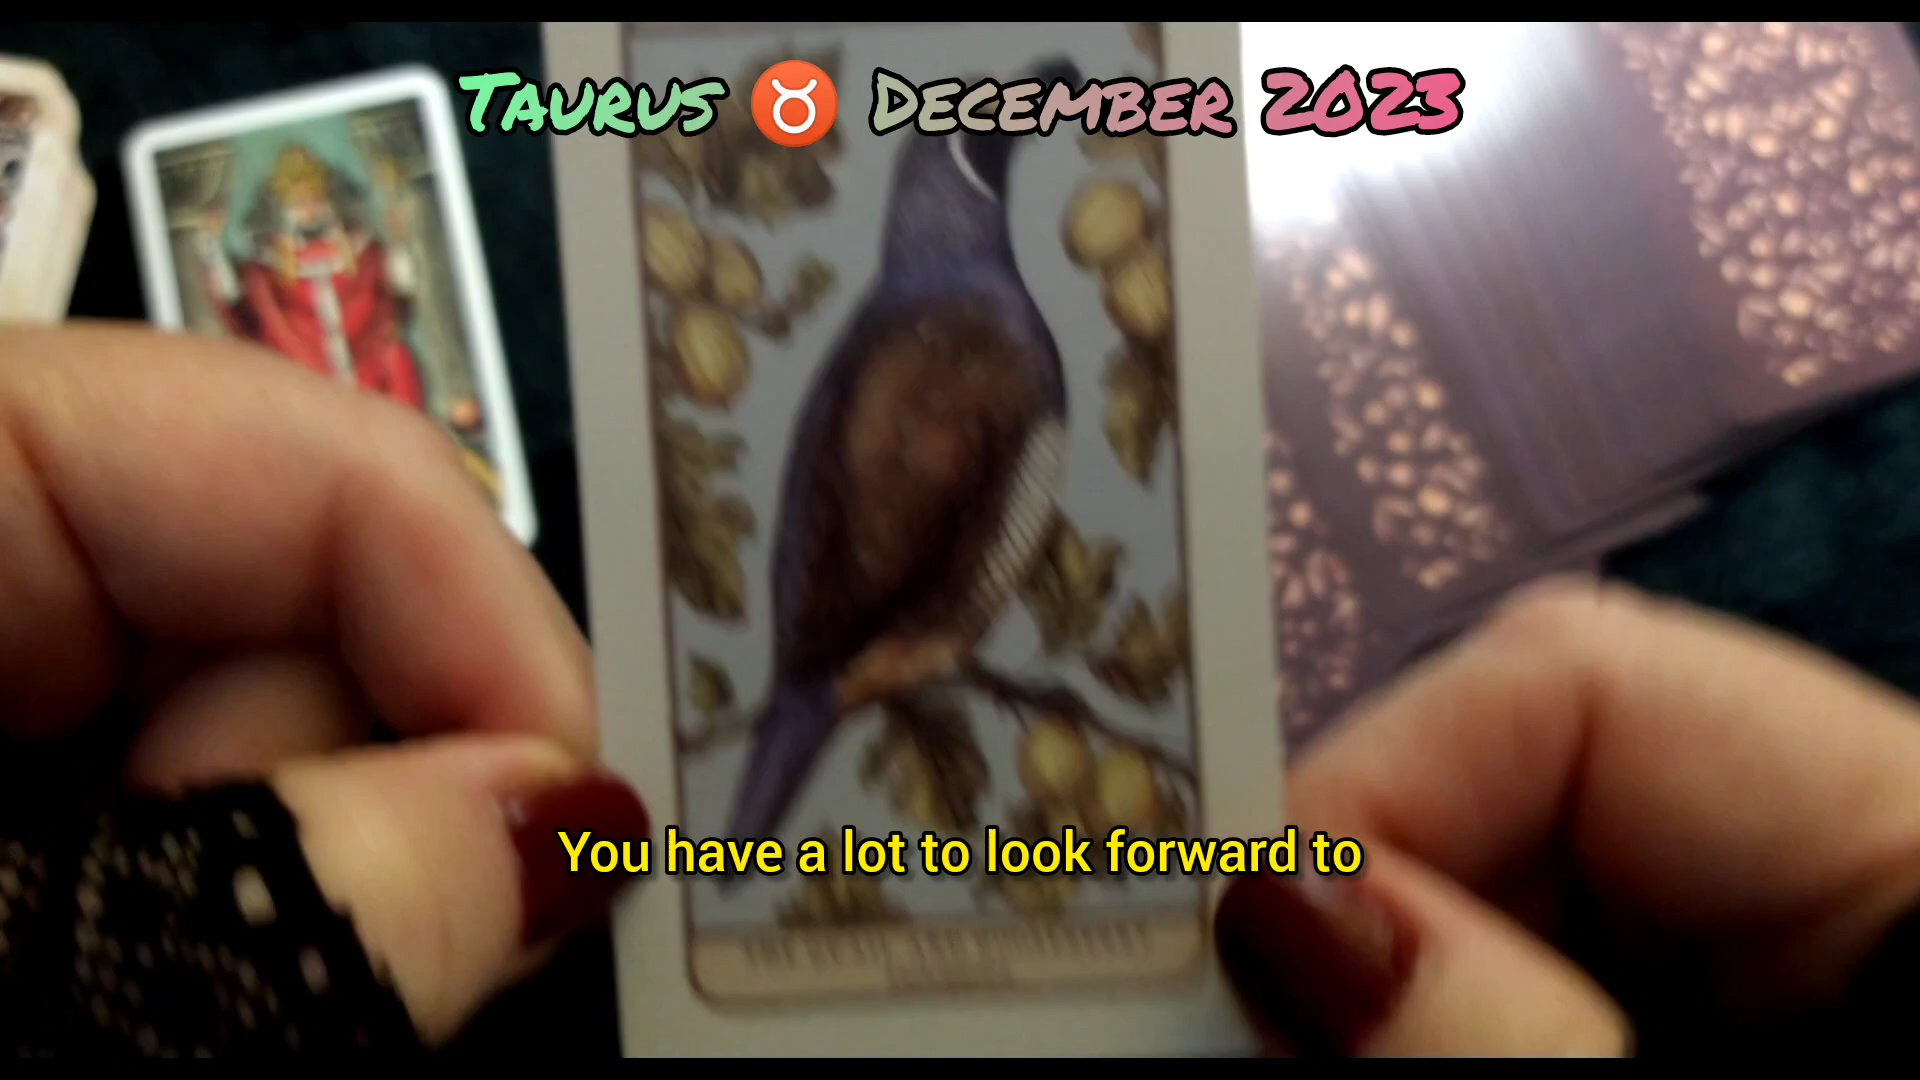 Taurus ♉ December 2023
You have a lot to look forward to